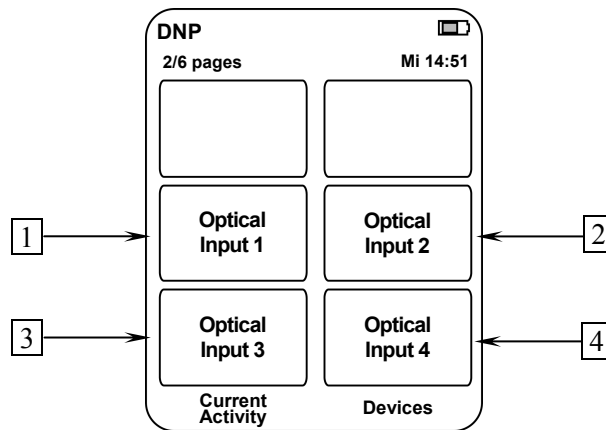 DNP
2/6 pages
Mi 14:51
1
Optical
Input 1
Optical
Input 2
2
3
Optical
Input 3
Optical
Input 4
4
Current
Activity
Devices